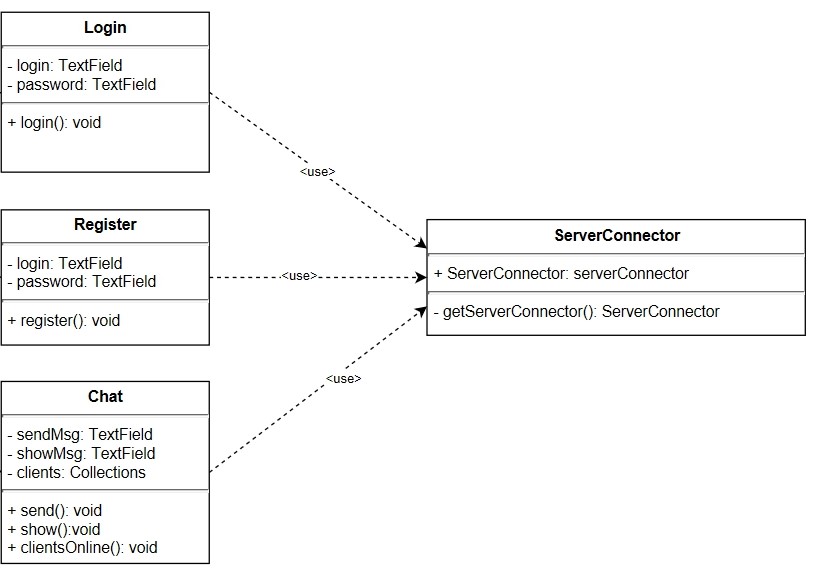 Login
- login: TextField
- password: TextField
+ login(): void
<use>
Register
- login: TextField
- password: TextField
+ register(): void
<use>
ServerConnector
+ ServerConnector: serverConnector
- getServerConnector(): ServerConnector
<use>
Chat
- sendMsg: TextField
- showMsg: TextField
- clients: Collections
+ send(): void
+ show():void
+ clientsOnline(): void